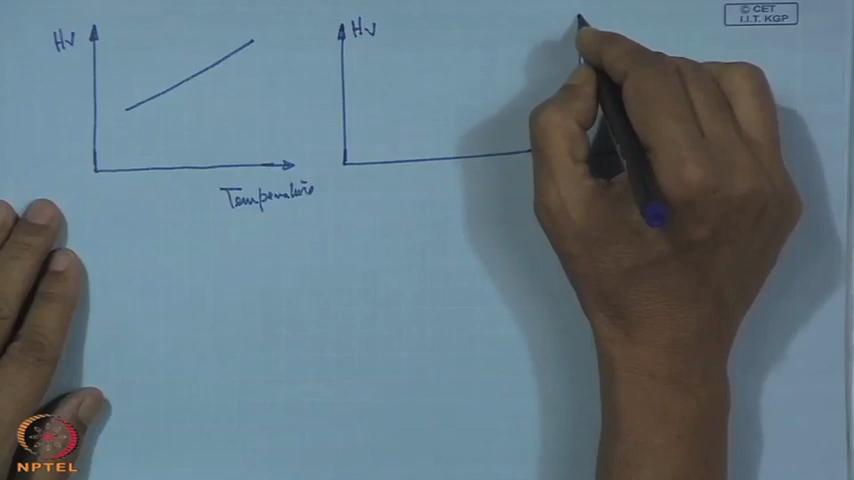 © CET
I.I.T. KGP
Hv
Hv
Temperature
NPTEL